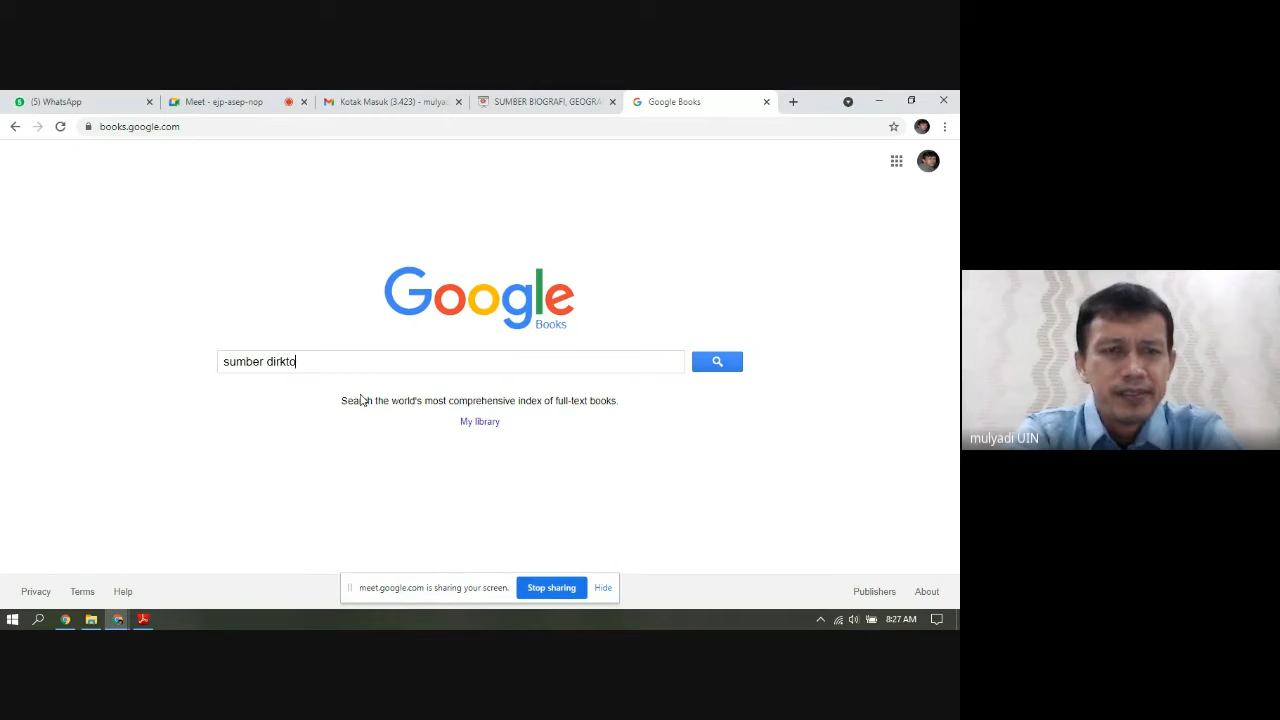 (5) WhatsApp
Meet - ejp-asep-nop
Kotak Masuk (3.423) - mulya
SUMBER BIOGRAFI, GEOGRA
Google Books
books.google.com
Google
Books
sumber dirkto
Search the world's most comprehensive index of full-text books.
My library
mulyadi UIN
Privacy
Terms
Help
meet.google.com is sharing your screen.
Stop sharing
Hide
Publishers
About
8:27 AM